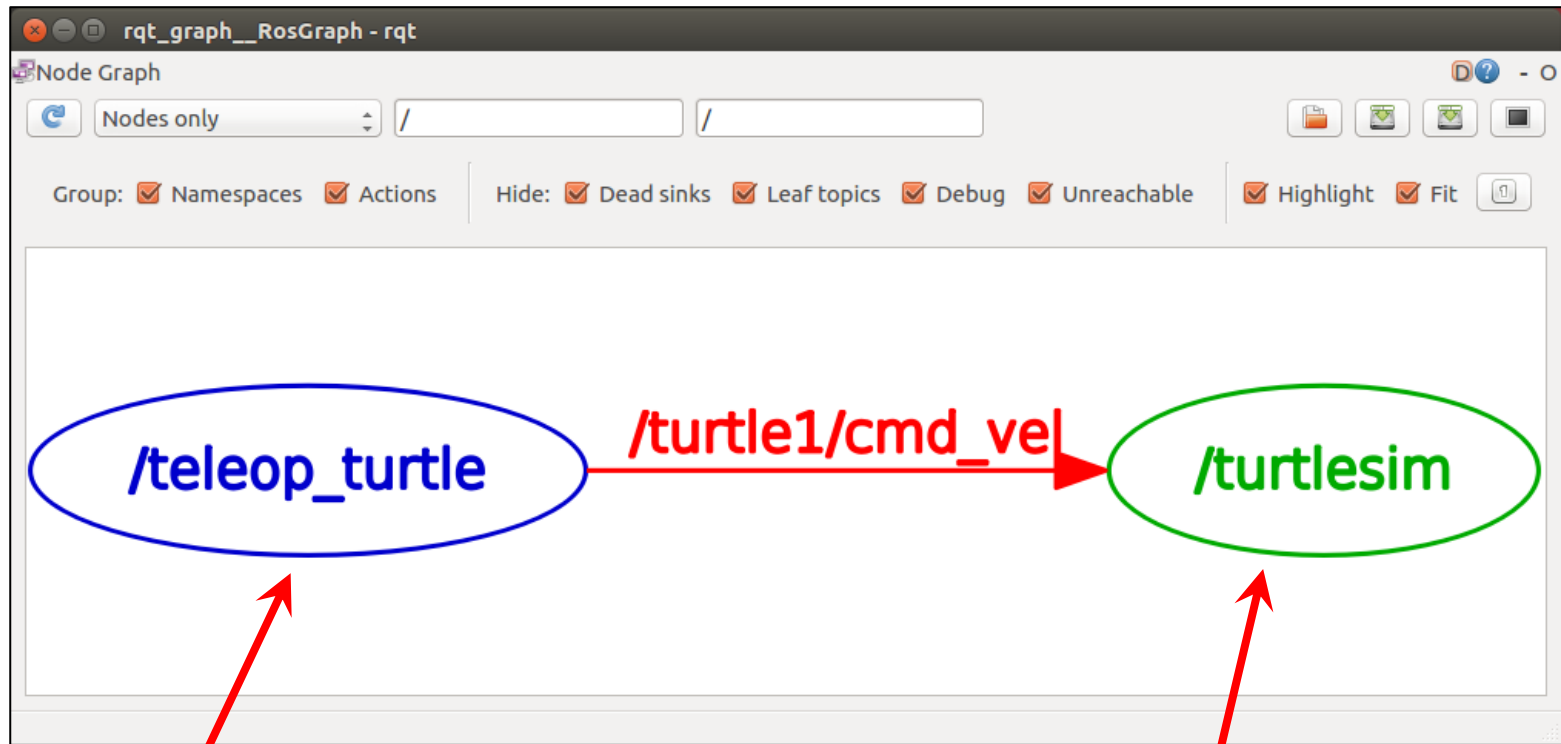 rqt_graph__RosGraph - rqt
Node Graph
D? - O
Nodes only / /
Group: Namespaces Actions Hide: Dead sinks Leaf topics Debug Unreachable Highlight Fit
/teleop_turtle /turtle1/cmd_vel /turtlesim